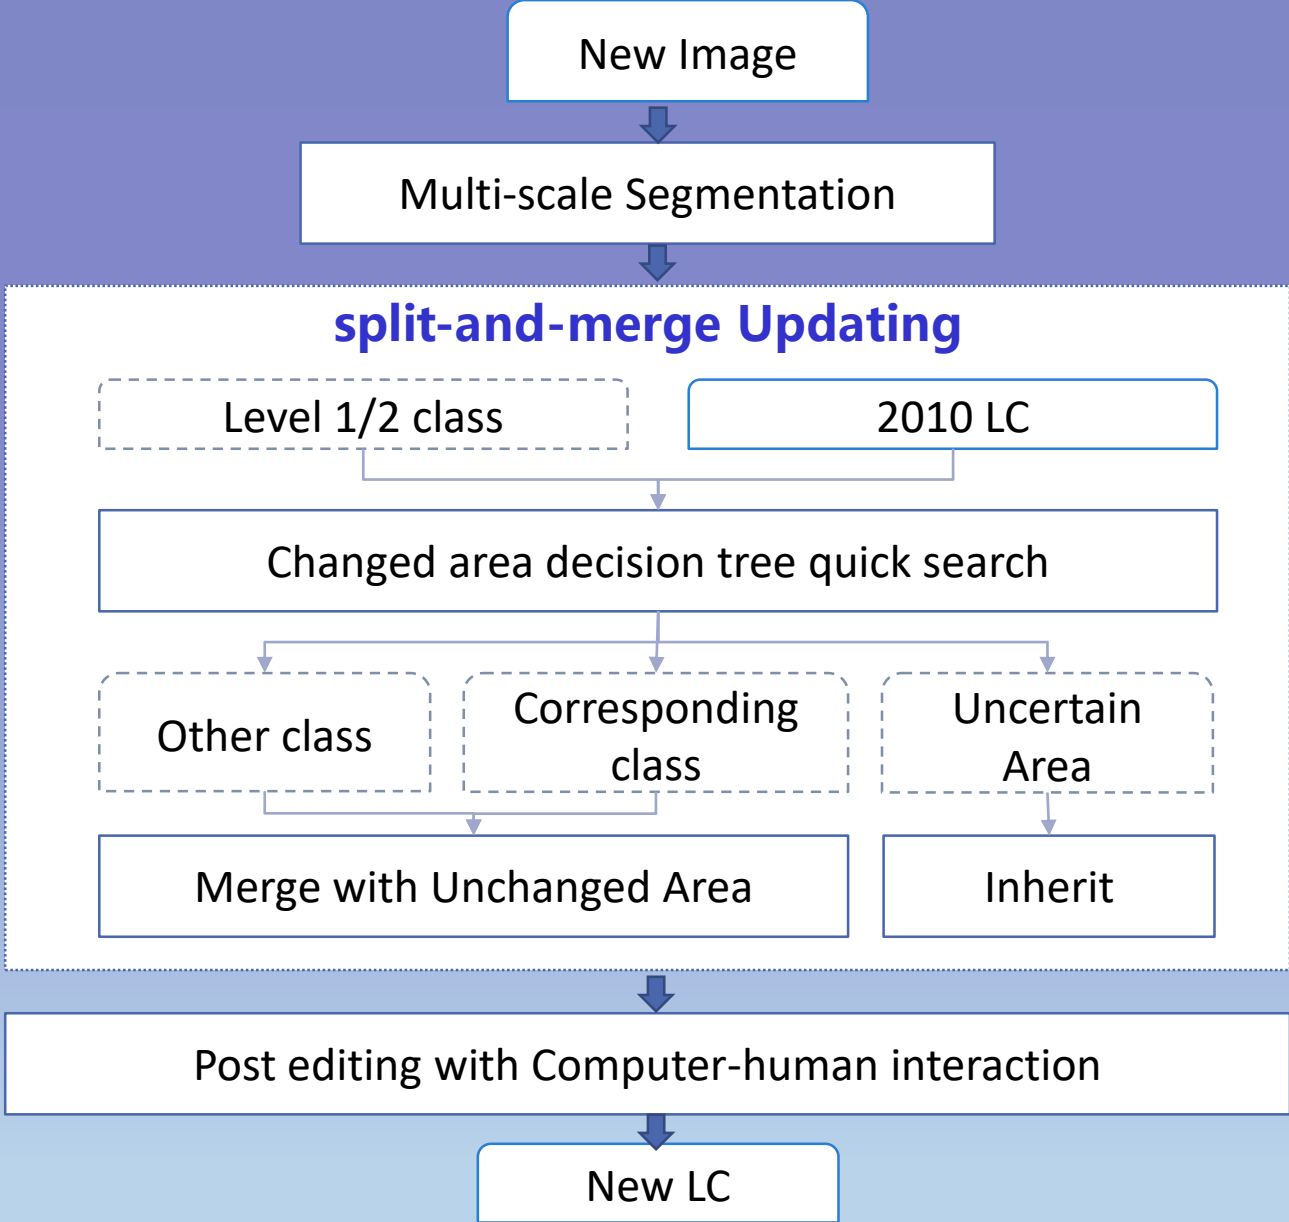 New Image
Multi-scale Segmentation
split-and-merge Updating
Level 1/2 class
2010 LC
Changed area decision tree quick search
Other class
Corresponding
class
Uncertain
Area
Merge with Unchanged Area
Inherit
Post editing with Computer-human interaction
New LC